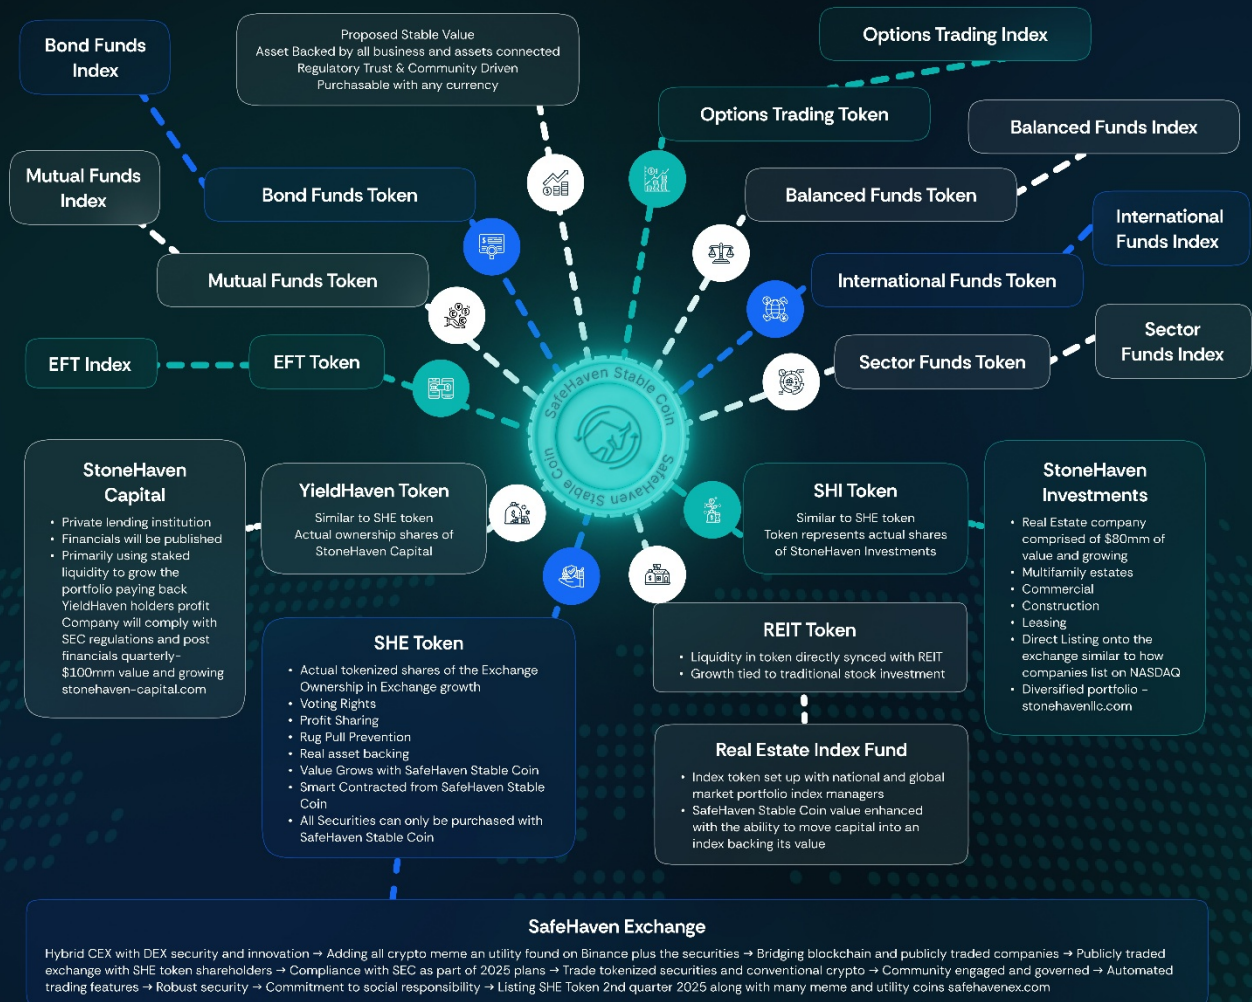 Bond Funds
Index
Proposed Stable Value
Asset Backed by all business and assets connected
Regulatory Trust & Community Driven
Purchasable with any currency
Options Trading Index
Options Trading Token
Balanced Funds Index
Mutual Funds
Index
Bond Funds Token
Balanced Funds Token
International
Funds Index
Mutual Funds Token
International Funds Token
EFT Index
EFT Token
Sector Funds Token
Sector
Funds Index
SafeHaven Stable Coin
SafeHaven Stable Coin
StoneHaven
Capital
• Private lending institution
• Financials will be published
• Primarily using staked
liquidity to grow the
portfolio paying back
YieldHaven holders profit
Company will comply with
SEC regulations and post
financials quarterly-
$100mm value and growing
stonehaven-capital.com
YieldHaven Token
Similar to SHE token
Actual ownership shares of
StoneHaven Capital
SHI Token
Similar to SHE token
Token represents actual shares
of StoneHaven Investments
StoneHaven
Investments
• Real Estate company
comprised of $80mm of
value and growing
• Multifamily estates
• Commercial
• Construction
• Leasing
• Direct Listing onto the
exchange similar to how
companies list on NASDAQ
• Diversified portfolio -
stonehavenllc.com
SHE Token
• Actual tokenized shares of the Exchange
Ownership in Exchange growth
• Voting Rights
• Profit Sharing
• Rug Pull Prevention
• Real asset backing
• Value Grows with SafeHaven Stable Coin
• Smart Contracted from SafeHaven Stable
Coin
• All Securities can only be purchased with
SafeHaven Stable Coin
REIT Token
• Liquidity in token directly synced with REIT
• Growth tied to traditional stock investment
Real Estate Index Fund
• Index token set up with national and global
market portfolio index managers
• SafeHaven Stable Coin value enhanced
with the ability to move capital into an
index backing its value
SafeHaven Exchange
Hybrid CEX with DEX security and innovation → Adding all crypto meme an utility found on Binance plus the securities → Bridging blockchain and publicly traded companies → Publicly traded
exchange with SHE token shareholders → Compliance with SEC as part of 2025 plans → Trade tokenized securities and conventional crypto → Community engaged and governed → Automated
trading features → Robust security → Commitment to social responsibility → Listing SHE Token 2nd quarter 2025 along with many meme and utility coins safehavenex.com